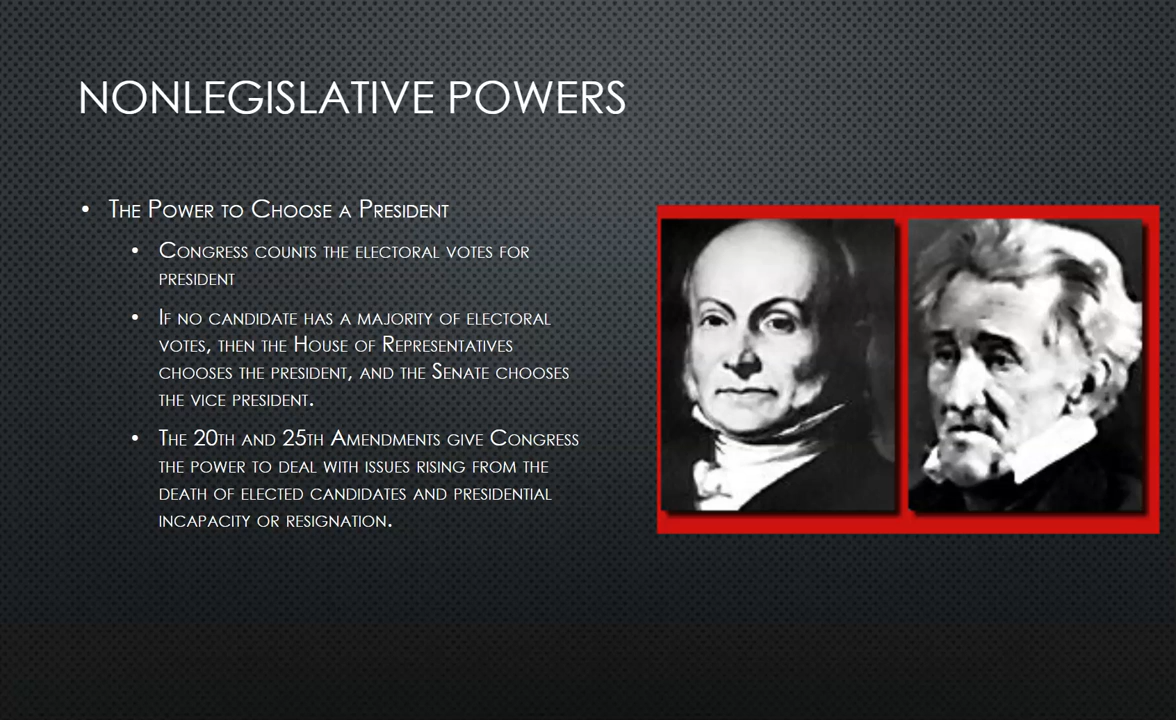 NONLEGISLATIVE POWERS
• THE POWER TO CHOOSE A PRESIDENT
• CONGRESS COUNTS THE ELECTORAL VOTES FOR
PRESIDENT
• IF NO CANDIDATE HAS A MAJORITY OF ELECTORAL
VOTES, THEN THE HOUSE OF REPRESENTATIVES
CHOOSES THE PRESIDENT, AND THE SENATE CHOOSES
THE VICE PRESIDENT.
• THE 20TH AND 25TH AMENDMENTS GIVE CONGRESS
THE POWER TO DEAL WITH ISSUES RISING FROM THE
DEATH OF ELECTED CANDIDATES AND PRESIDENTIAL
INCAPACITY OR RESIGNATION.